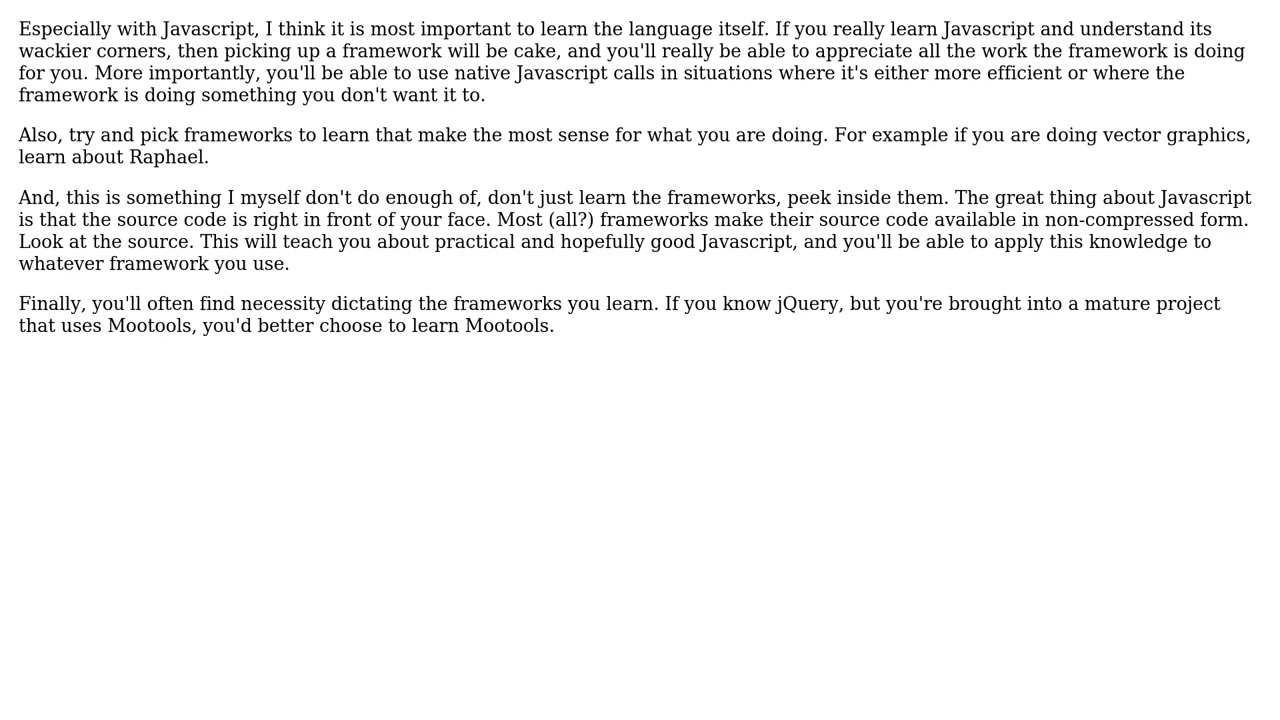 Especially with Javascript, I think it is most important to learn the language itself. If you really learn Javascript and understand its
wackier corners, then picking up a framework will be cake, and you'll really be able to appreciate all the work the framework is doing
for you. More importantly, you'll be able to use native Javascript calls in situations where it's either more efficient or where the
framework is doing something you don't want it to.
Also, try and pick frameworks to learn that make the most sense for what you are doing. For example if you are doing vector graphics,
learn about Raphael.
And, this is something I myself don't do enough of, don't just learn the frameworks, peek inside them. The great thing about Javascript
is that the source code is right in front of your face. Most (all?) frameworks make their source code available in non-compressed form.
Look at the source. This will teach you about practical and hopefully good Javascript, and you'll be able to apply this knowledge to
whatever framework you use.
Finally, you'll often find necessity dictating the frameworks you learn. If you know jQuery, but you're brought into a mature project
that uses Mootools, you'd better choose to learn Mootools.